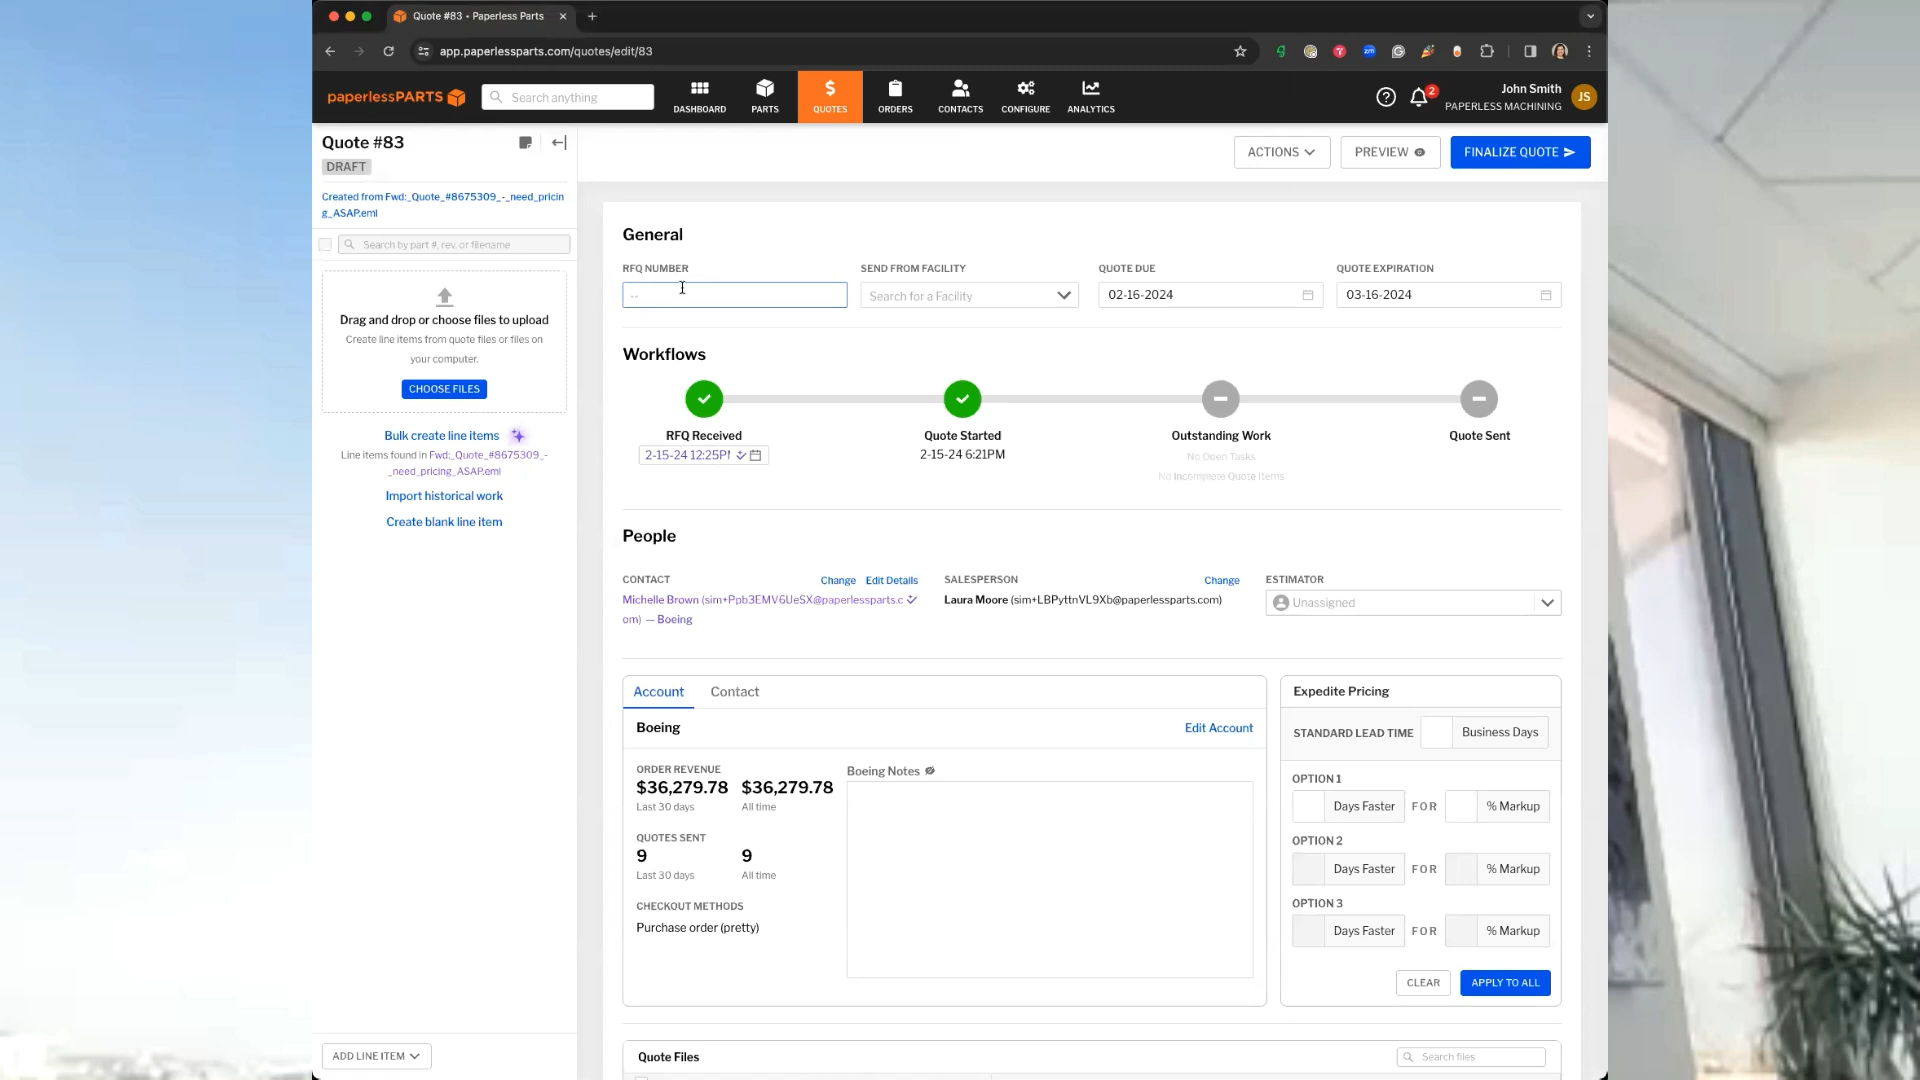 Quote #83 • Paperless Parts
app.paperlessparts.com/quotes/edit/83
paperlessPARTS
Search anything
DASHBOARD
PARTS
QUOTES
ORDERS
CONTACTS
CONFIGURE
ANALYTICS
2
John Smith
PAPERLESS MACHINING
JS
Quote #83
DRAFT
Created from Fwd:_Quote_#8675309_-_need_pricin
g_ASAP.eml
Search by part #, rev, or filename
Drag and drop or choose files to upload
Create line items from quote files or files on
your computer.
CHOOSE FILES
Bulk create line items
Line items found in Fwd:_Quote_#8675309_-
_need_pricing_ASAP.eml
Import historical work
Create blank line item
ADD LINE ITEM
ACTIONS
PREVIEW
FINALIZE QUOTE
General
RFQ NUMBER
SEND FROM FACILITY
QUOTE DUE
QUOTE EXPIRATION
--
Search for a Facility
02-16-2024
03-16-2024
Workflows
RFQ Received
2-15-24 12:25PM
Quote Started
2-15-24 6:21PM
Outstanding Work
No Open Tasks
No Incomplete Quote Items
Quote Sent
People
CONTACT
Change
Edit Details
Michelle Brown (sim+Ppb3EMV6UeSX@paperlessparts.c
om) — Boeing
SALESPERSON
Change
Laura Moore (sim+LBPyttnVL9Xb@paperlessparts.com)
ESTIMATOR
Unassigned
Account
Contact
Boeing
Edit Account
ORDER REVENUE
$36,279.78
$36,279.78
Last 30 days
All time
QUOTES SENT
9
9
Last 30 days
All time
CHECKOUT METHODS
Purchase order (pretty)
Boeing Notes
Expedite Pricing
STANDARD LEAD TIME
Business Days
OPTION 1
Days Faster FOR % Markup
OPTION 2
Days Faster FOR % Markup
OPTION 3
Days Faster FOR % Markup
CLEAR
APPLY TO ALL
Quote Files
Search files